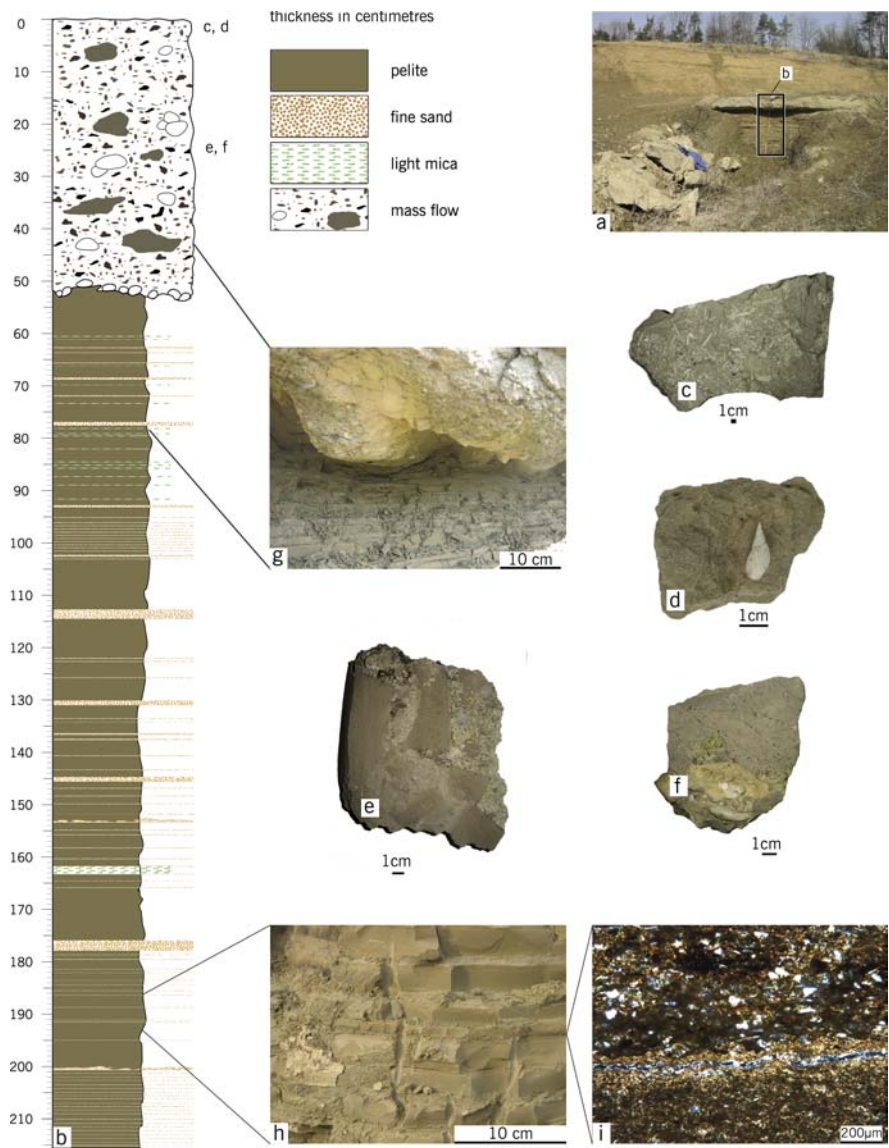 thickness in centimetres
pelite
fine sand
light mica
mass flow
0
10
20
30
40
50
60
70
80
90
100
110
120
130
140
150
160
170
180
190
200
210
c, d
e, f
b
b
a
c
1cm
g
10 cm
d
1cm
e
1cm
f
1cm
h
10 cm
i
200µm